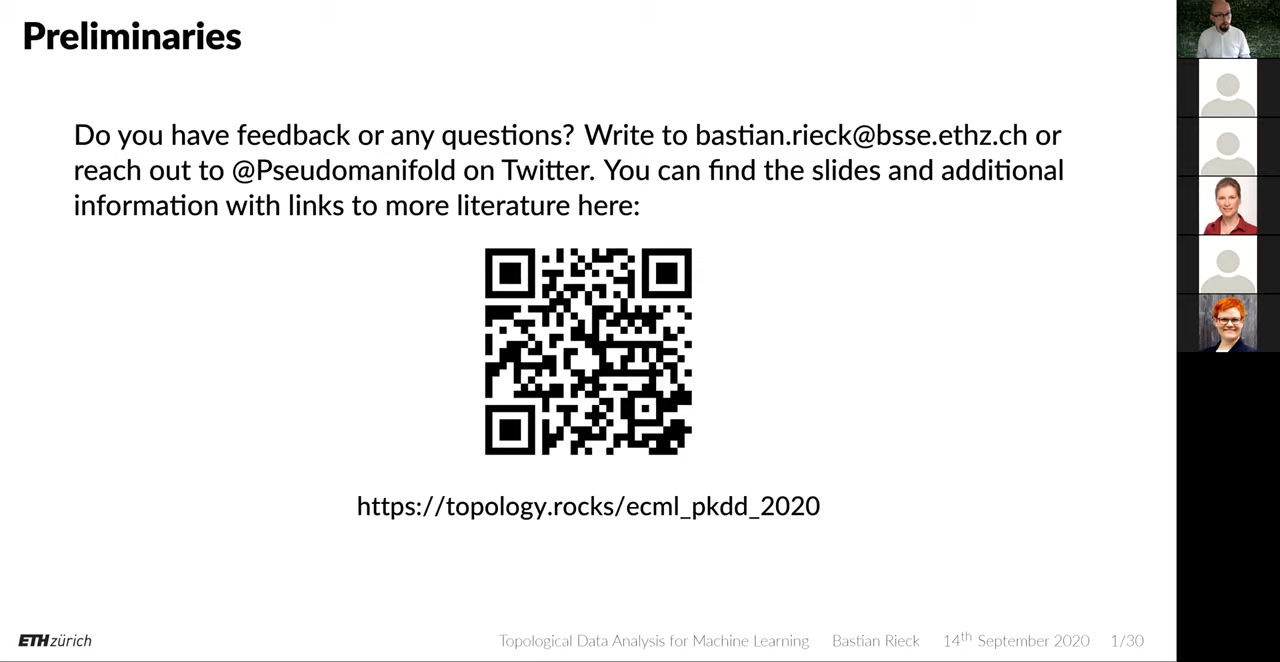 Preliminaries
Do you have feedback or any questions? Write to bastian.rieck@bsse.ethz.ch or
reach out to @Pseudomanifold on Twitter. You can find the slides and additional
information with links to more literature here:
https://topology.rocks/ecml_pkdd_2020
ETH zürich
Topological Data Analysis for Machine Learning Bastian Rieck 14th September 2020 1/30